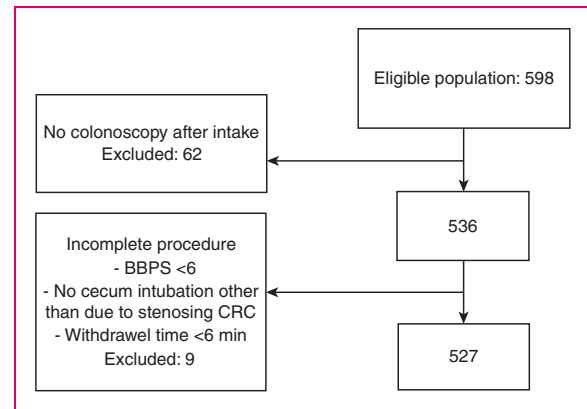 Eligible population: 598
No colonoscopy after intake
Excluded: 62
536
Incomplete procedure
- BBPS <6
- No cecum intubation other
than due to stenosing CRC
- Withdrawel time <6 min
Excluded: 9
527